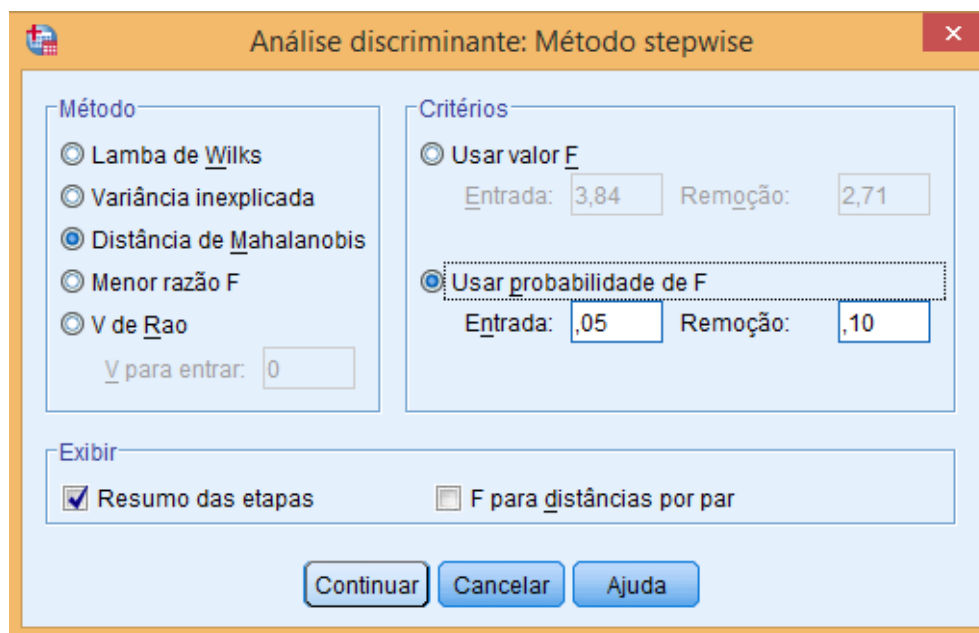 Análise discriminante: Método stepwise
Método
Lamba de Wilks
Variância inexplicada
Distância de Mahalanobis
Menor razão F
V de Rao
V para entrar: 0
Critérios
Usar valor F
Entrada: 3,84 Remoção: 2,71
Usar probabilidade de F
Entrada: ,05 Remoção: ,10
Exibir
Resumo das etapas F para distâncias por par
Continuar Cancelar Ajuda